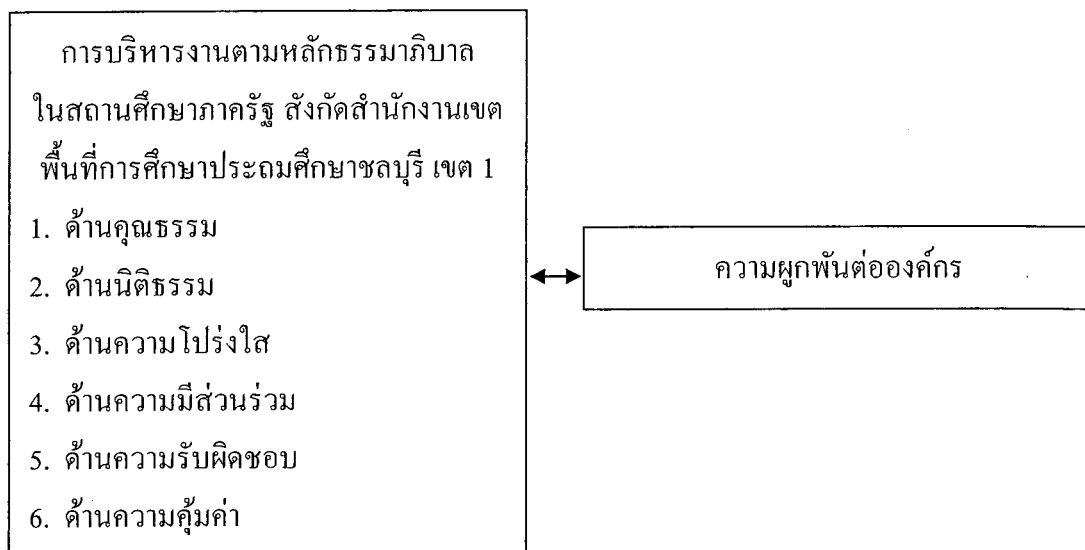 การบริหารงานตามหลักธรรมาภิบาล
ในสถานศึกษาภาครัฐ สังกัดสำนักงานเขต
พื้นที่การศึกษาประถมศึกษาชลบุรี เขต 1
1. ด้านคุณธรรม
2. ด้านนิติธรรม
3. ด้านความโปร่งใส
4. ด้านความมีส่วนร่วม
5. ด้านความรับผิดชอบ
6. ด้านความคุ้มค่า
ความผูกพันต่อองค์กร